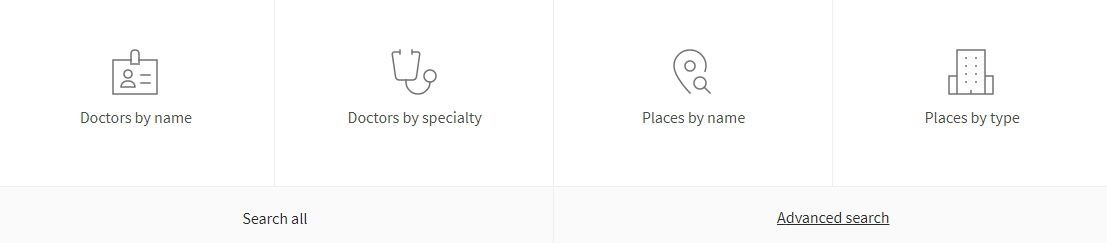 Doctors by name
Doctors by specialty
Places by name
Places by type
Search all
Advanced search